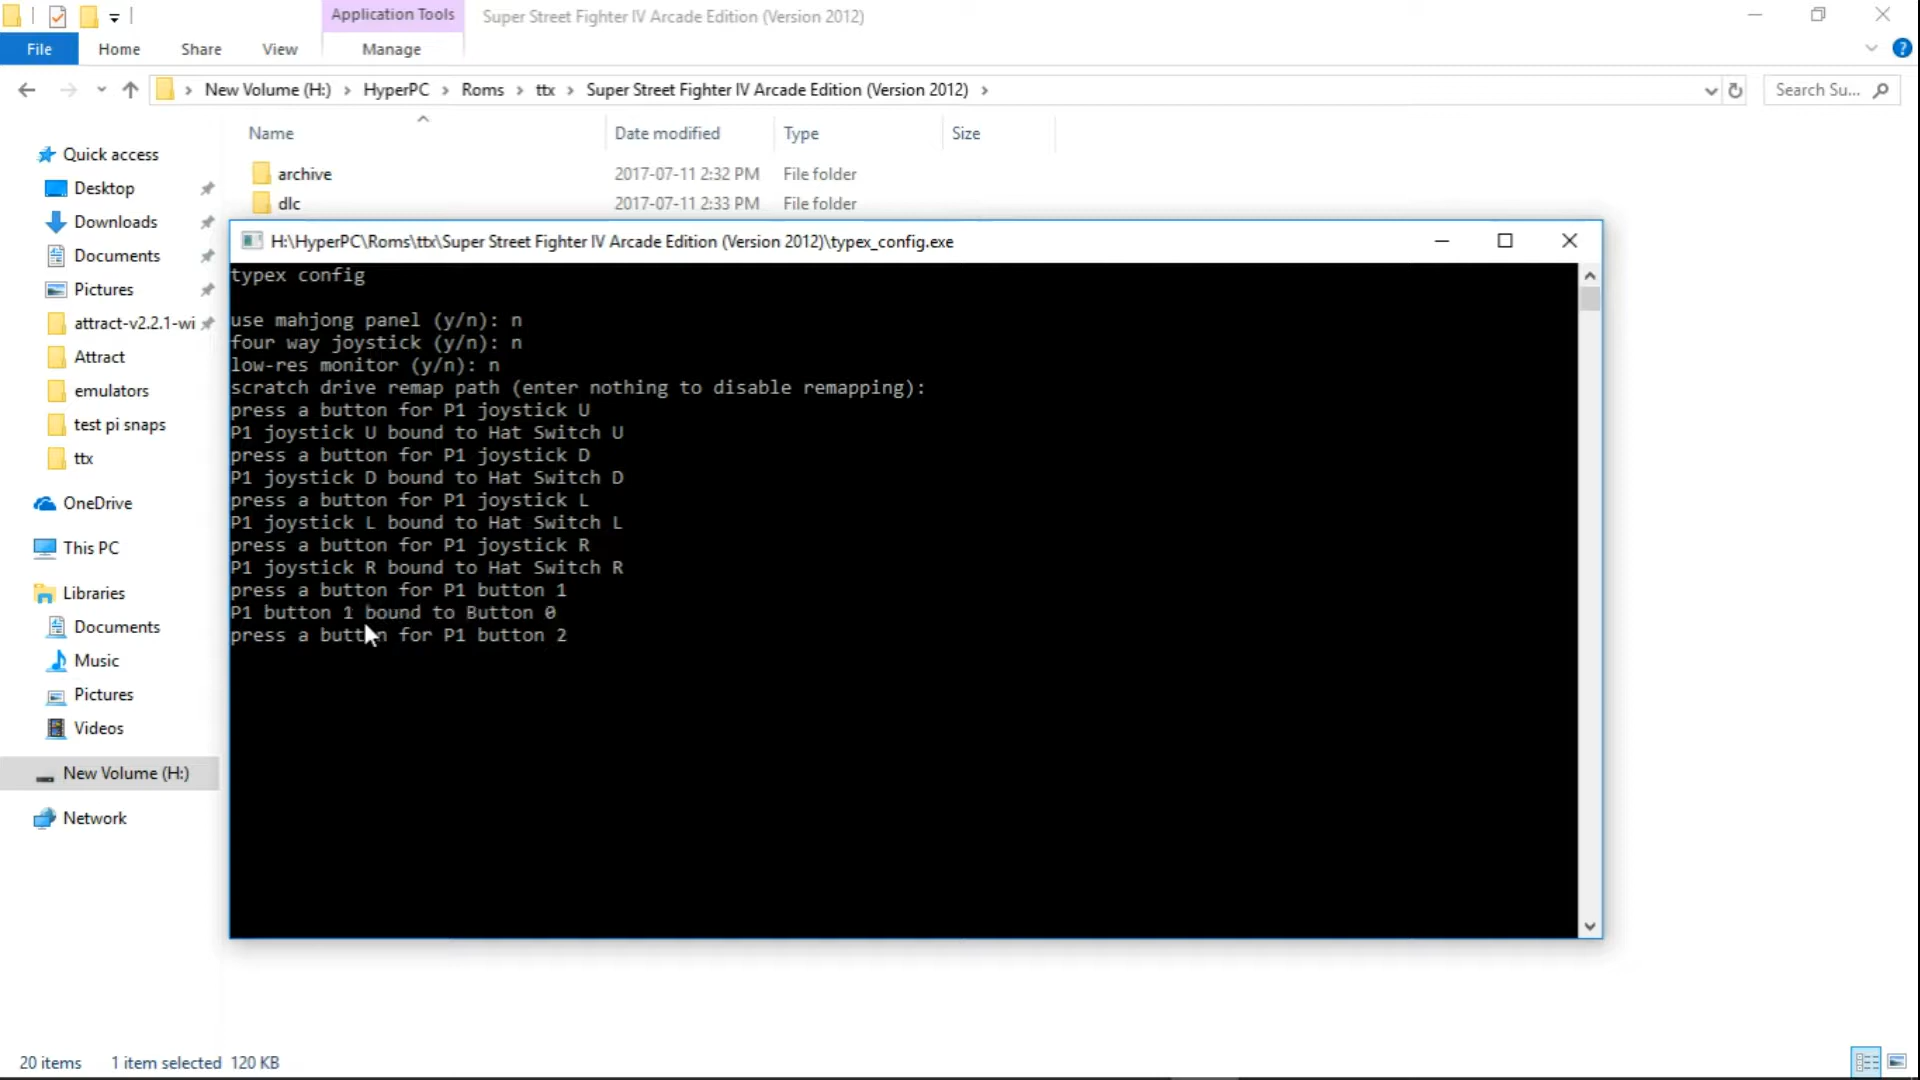 Application Tools
Super Street Fighter IV Arcade Edition (Version 2012)
File
Home
Share
View
Manage
?
New Volume (H:) › HyperPC › Roms › ttx › Super Street Fighter IV Arcade Edition (Version 2012) ›
Search Su...
Name
Date modified
Type
Size
Quick access
Desktop
Downloads
Documents
Pictures
attract-v2.2.1-wi
Attract
emulators
test pi snaps
ttx
OneDrive
This PC
Libraries
Documents
Music
Pictures
Videos
New Volume (H:)
Network
archive 2017-07-11 2:32 PM File folder
dlc 2017-07-11 2:33 PM File folder
H:\HyperPC\Roms\ttx\Super Street Fighter IV Arcade Edition (Version 2012)\typex_config.exe
typex config
use mahjong panel (y/n): n
four way joystick (y/n): n
low-res monitor (y/n): n
scratch drive remap path (enter nothing to disable remapping):
press a button for P1 joystick U
P1 joystick U bound to Hat Switch U
press a button for P1 joystick D
P1 joystick D bound to Hat Switch D
press a button for P1 joystick L
P1 joystick L bound to Hat Switch L
press a button for P1 joystick R
P1 joystick R bound to Hat Switch R
press a button for P1 button 1
P1 button 1 bound to Button 0
press a button for P1 button 2
20 items 1 item selected 120 KB